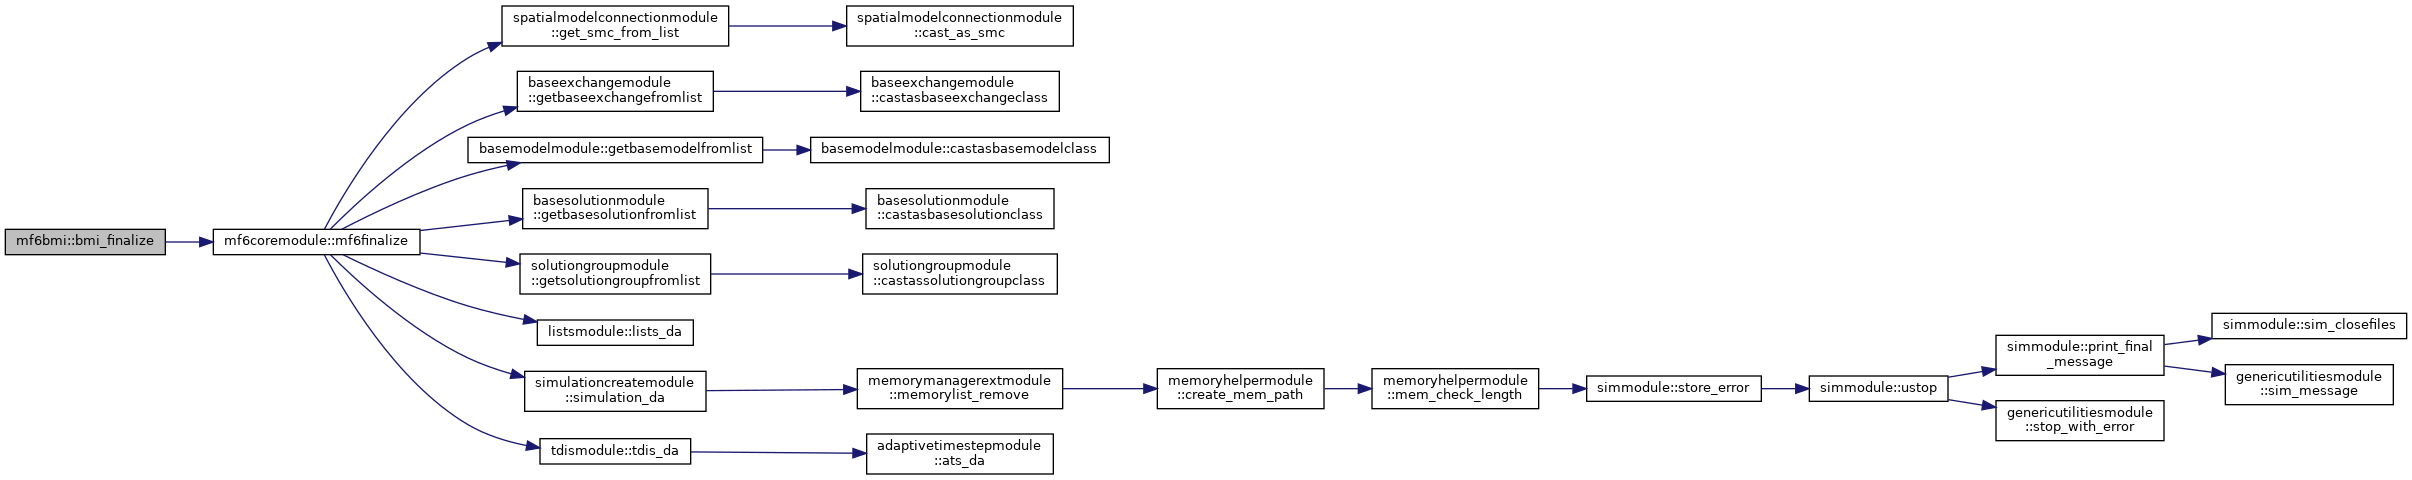 mf6bmi::bmi_finalize
mf6coremodule::mf6finalize
spatialmodelconnectionmodule
::get_smc_from_list
spatialmodelconnectionmodule
::cast_as_smc
baseexchangemodule
::getbaseexchangefromlist
baseexchangemodule
::castasbaseexchangeclass
basemodelmodule::getbasemodelfromlist
basemodelmodule::castasbasemodelclass
basesolutionmodule
::getbasesolutionfromlist
basesolutionmodule
::castasbasesolutionclass
solutiongroupmodule
::getsolutiongroupfromlist
solutiongroupmodule
::castassolutiongroupclass
listsmodule::lists_da
simulationcreatemodule
::simulation_da
memorymanagerextmodule
::memorylist_remove
memoryhelpermodule
::create_mem_path
memoryhelpermodule
::mem_check_length
simmodule::store_error
simmodule::ustop
simmodule::print_final
_message
simmodule::sim_closefiles
genericutilitiesmodule
::sim_message
genericutilitiesmodule
::stop_with_error
tdismodule::tdis_da
adaptivetimestepmodule
::ats_da